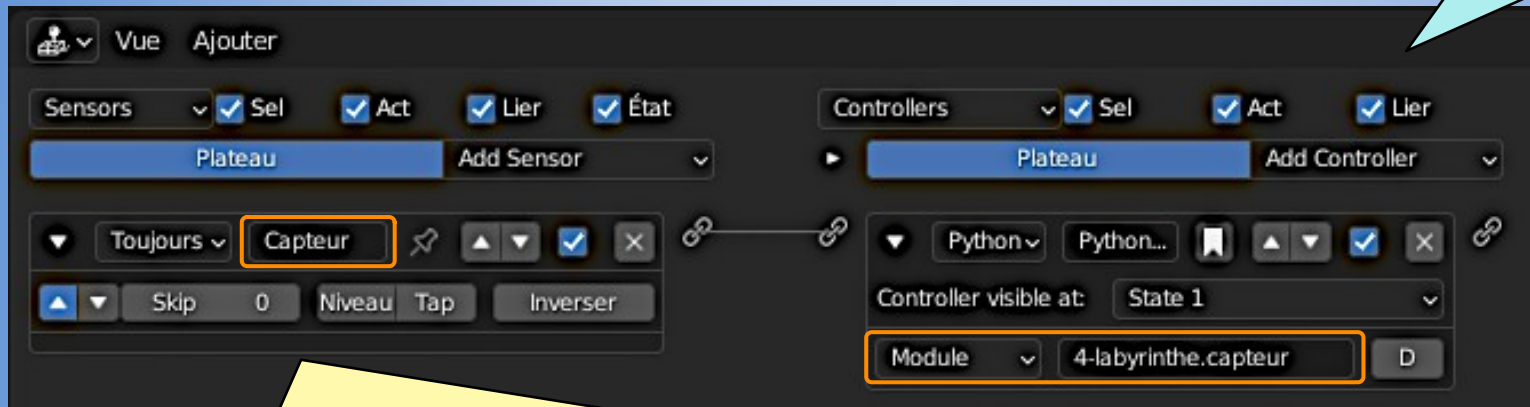 Vue Ajouter
Sensors Sel Act Lier État Controllers Sel Act Lier
Plateau Add Sensor Plateau Add Controller
Toujours Capteur Python Python...
Skip 0 Niveau Tap Inverser Controller visible at: State 1
Module 4-labyrinthe.capteur D